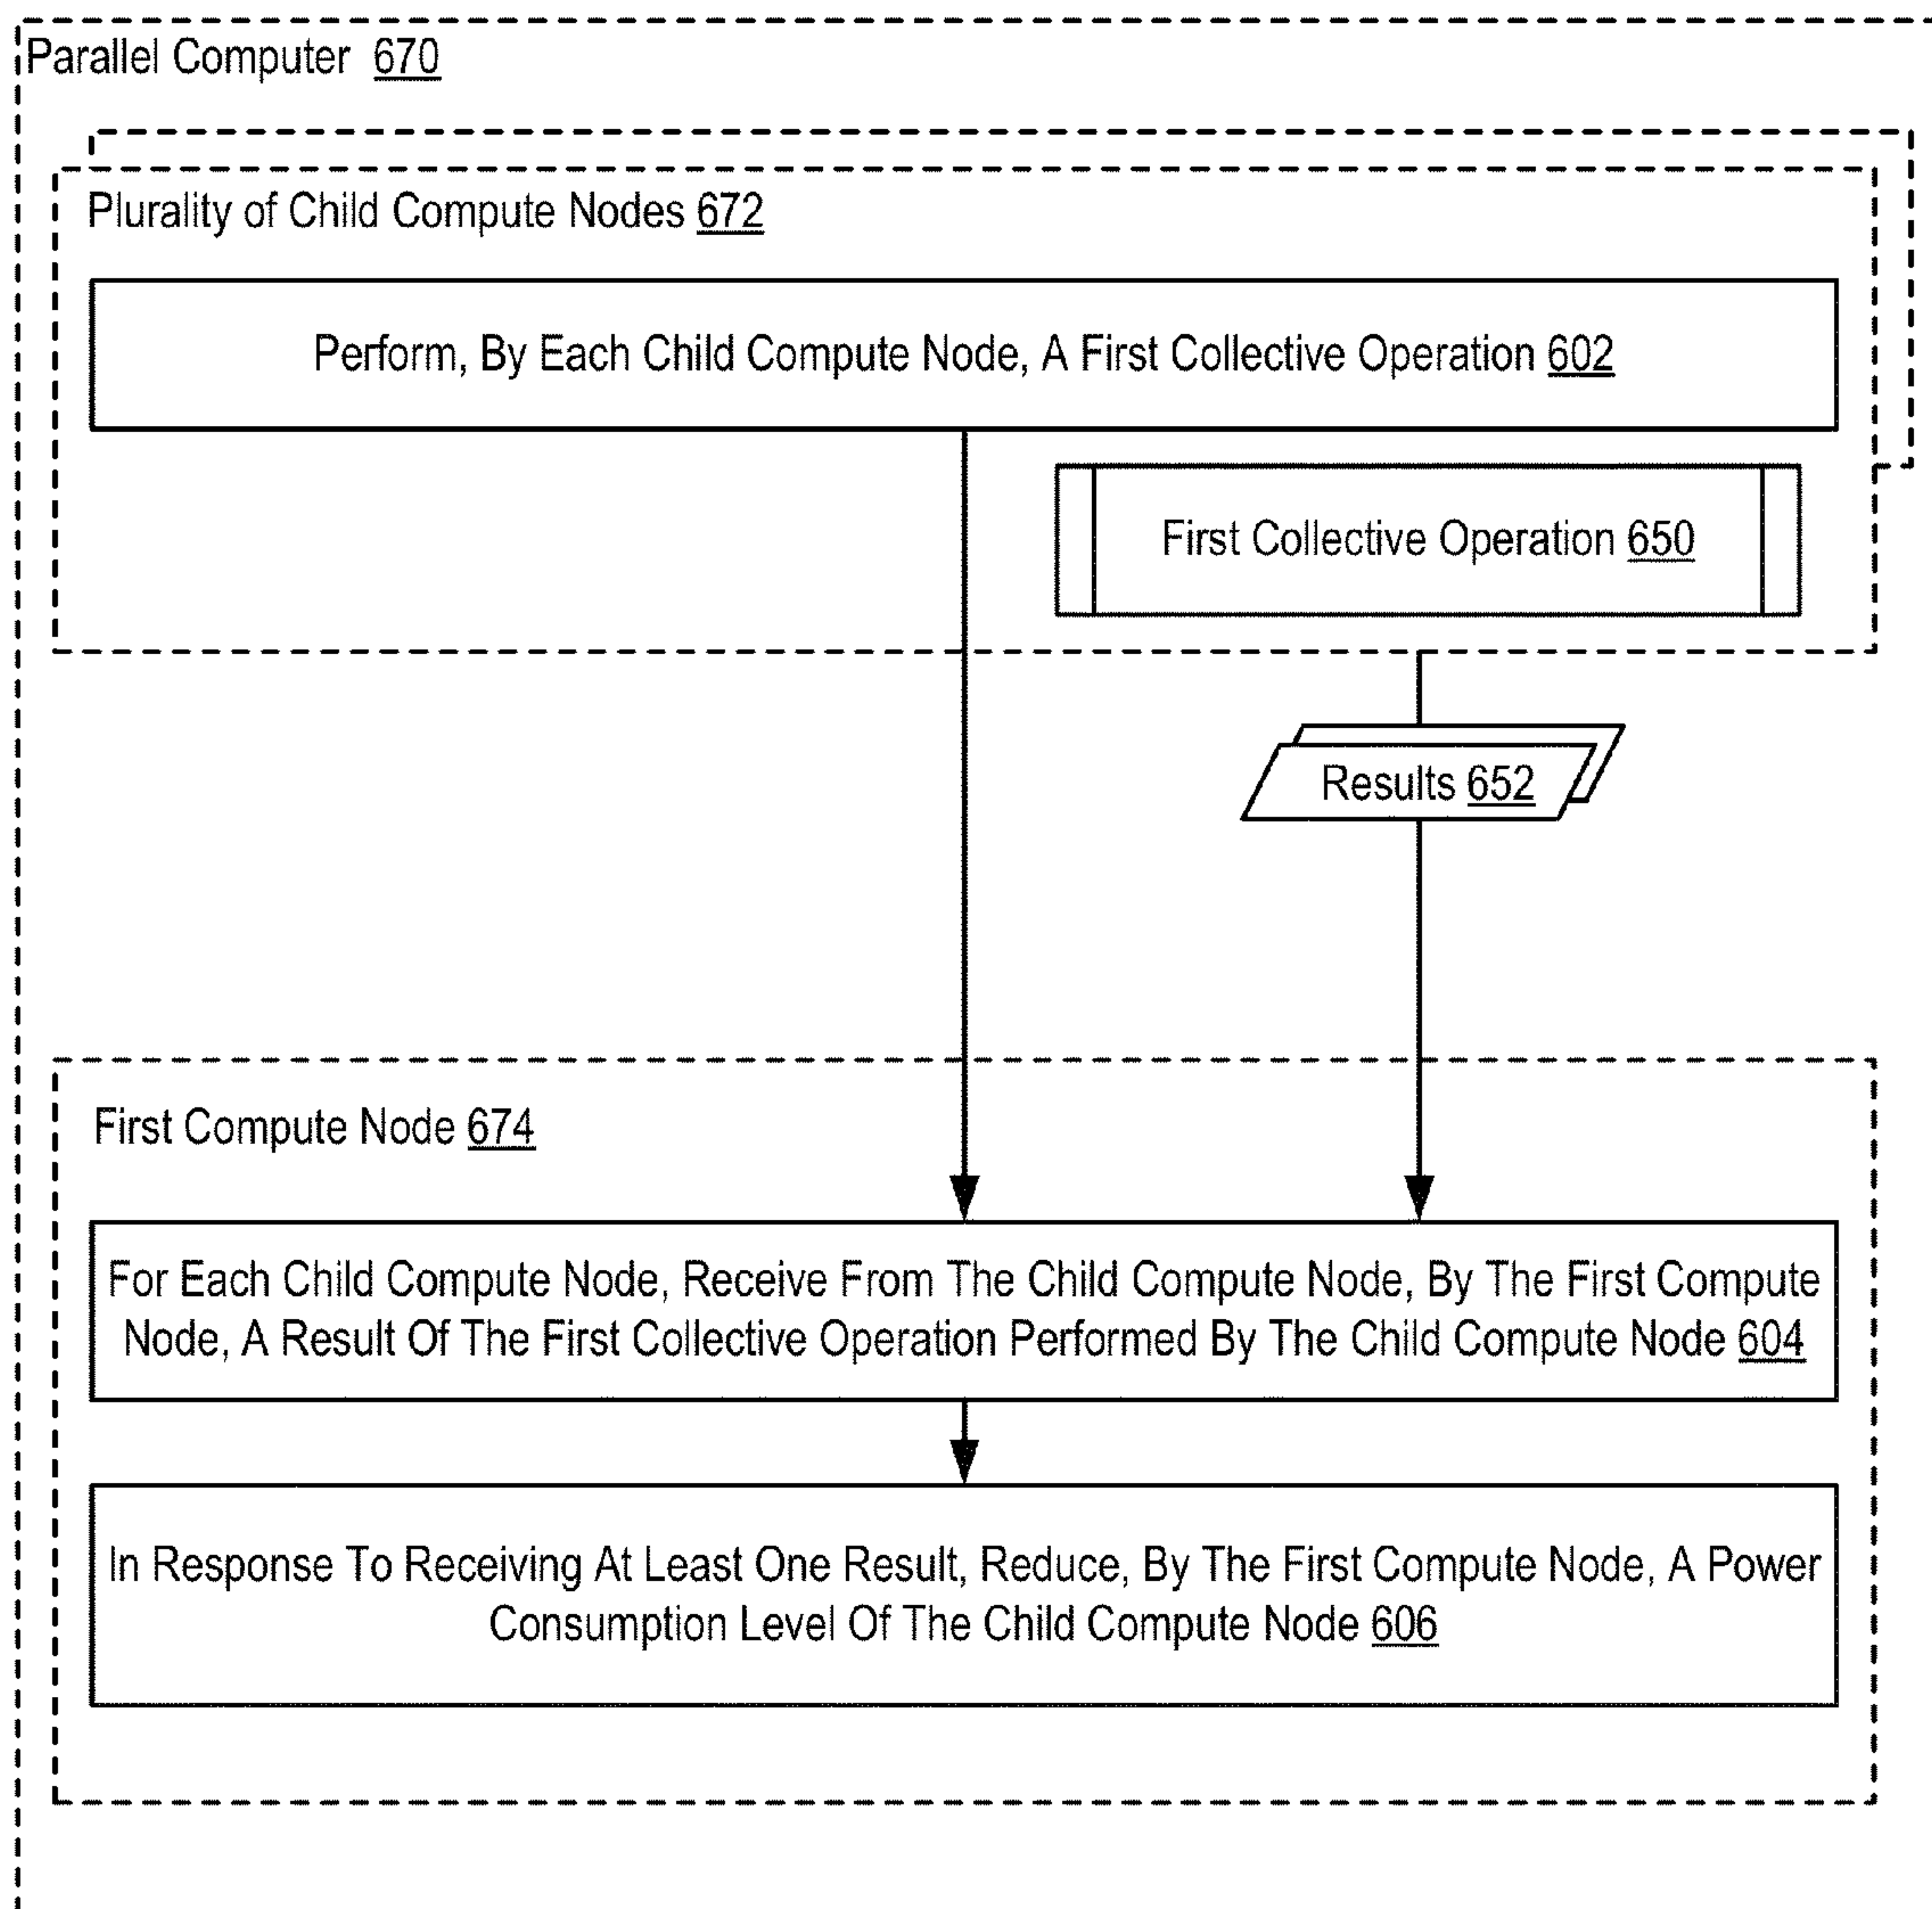 Parallel Computer 670
Plurality of Child Compute Nodes 672
Perform, By Each Child Compute Node, A First Collective Operation 602
First Collective Operation 650
Results 652
First Compute Node 674
For Each Child Compute Node, Receive From The Child Compute Node, By The First Compute
Node, A Result Of The First Collective Operation Performed By The Child Compute Node 604
In Response To Receiving At Least One Result, Reduce, By The First Compute Node, A Power
Consumption Level Of The Child Compute Node 606